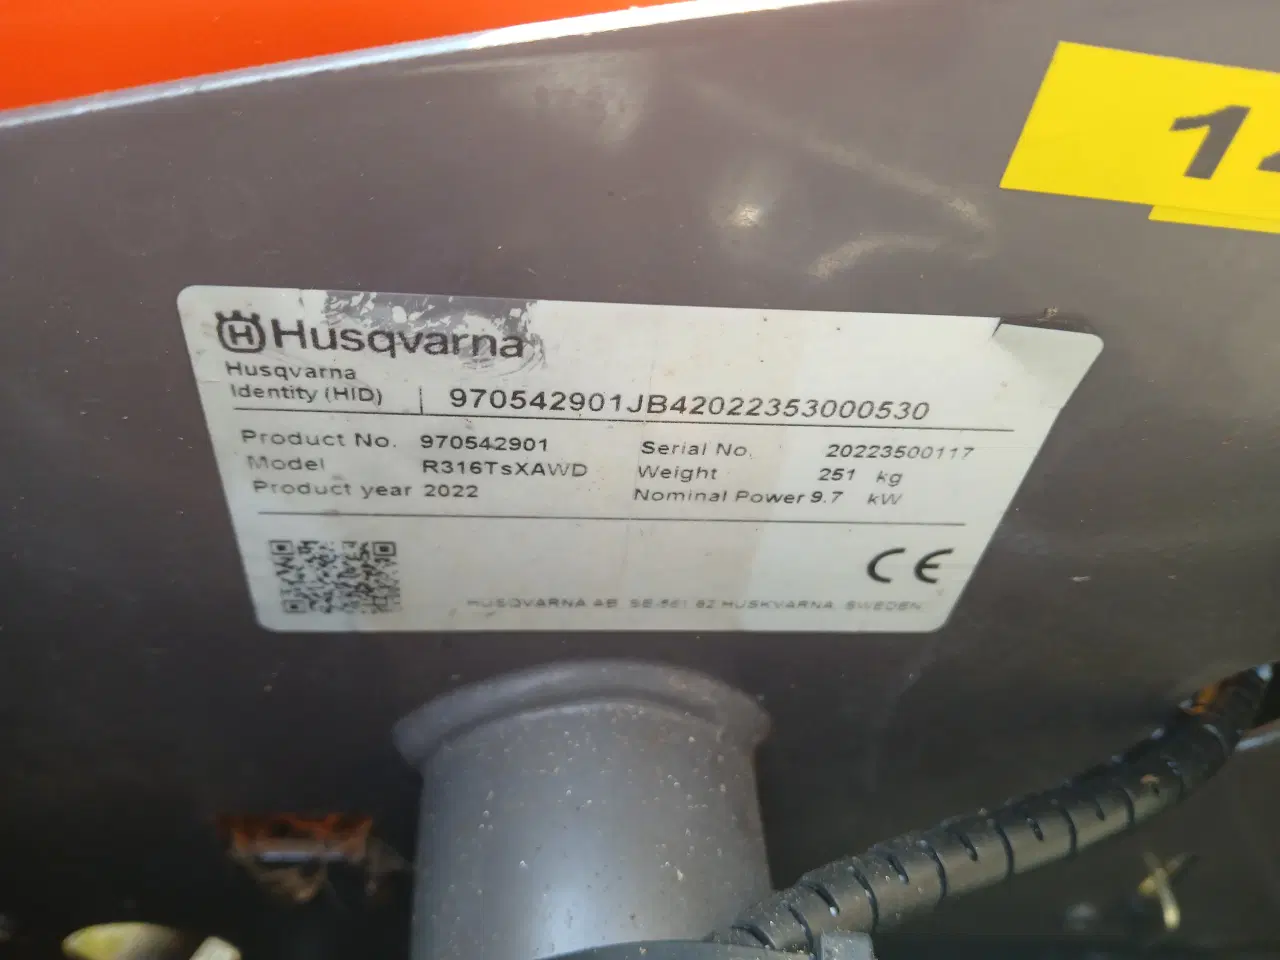 Husqvarna
Husqvarna
Identity (HID) 970542901JB42022353000530
Product No. 970542901 Serial No. 20223500117
Model R316TsXAWD Weight 251 kg
Product year 2022 Nominal Power 9.7 kW
CE
HUSQVARNA AB, SE-561 82 HUSKVARNA, SWEDEN